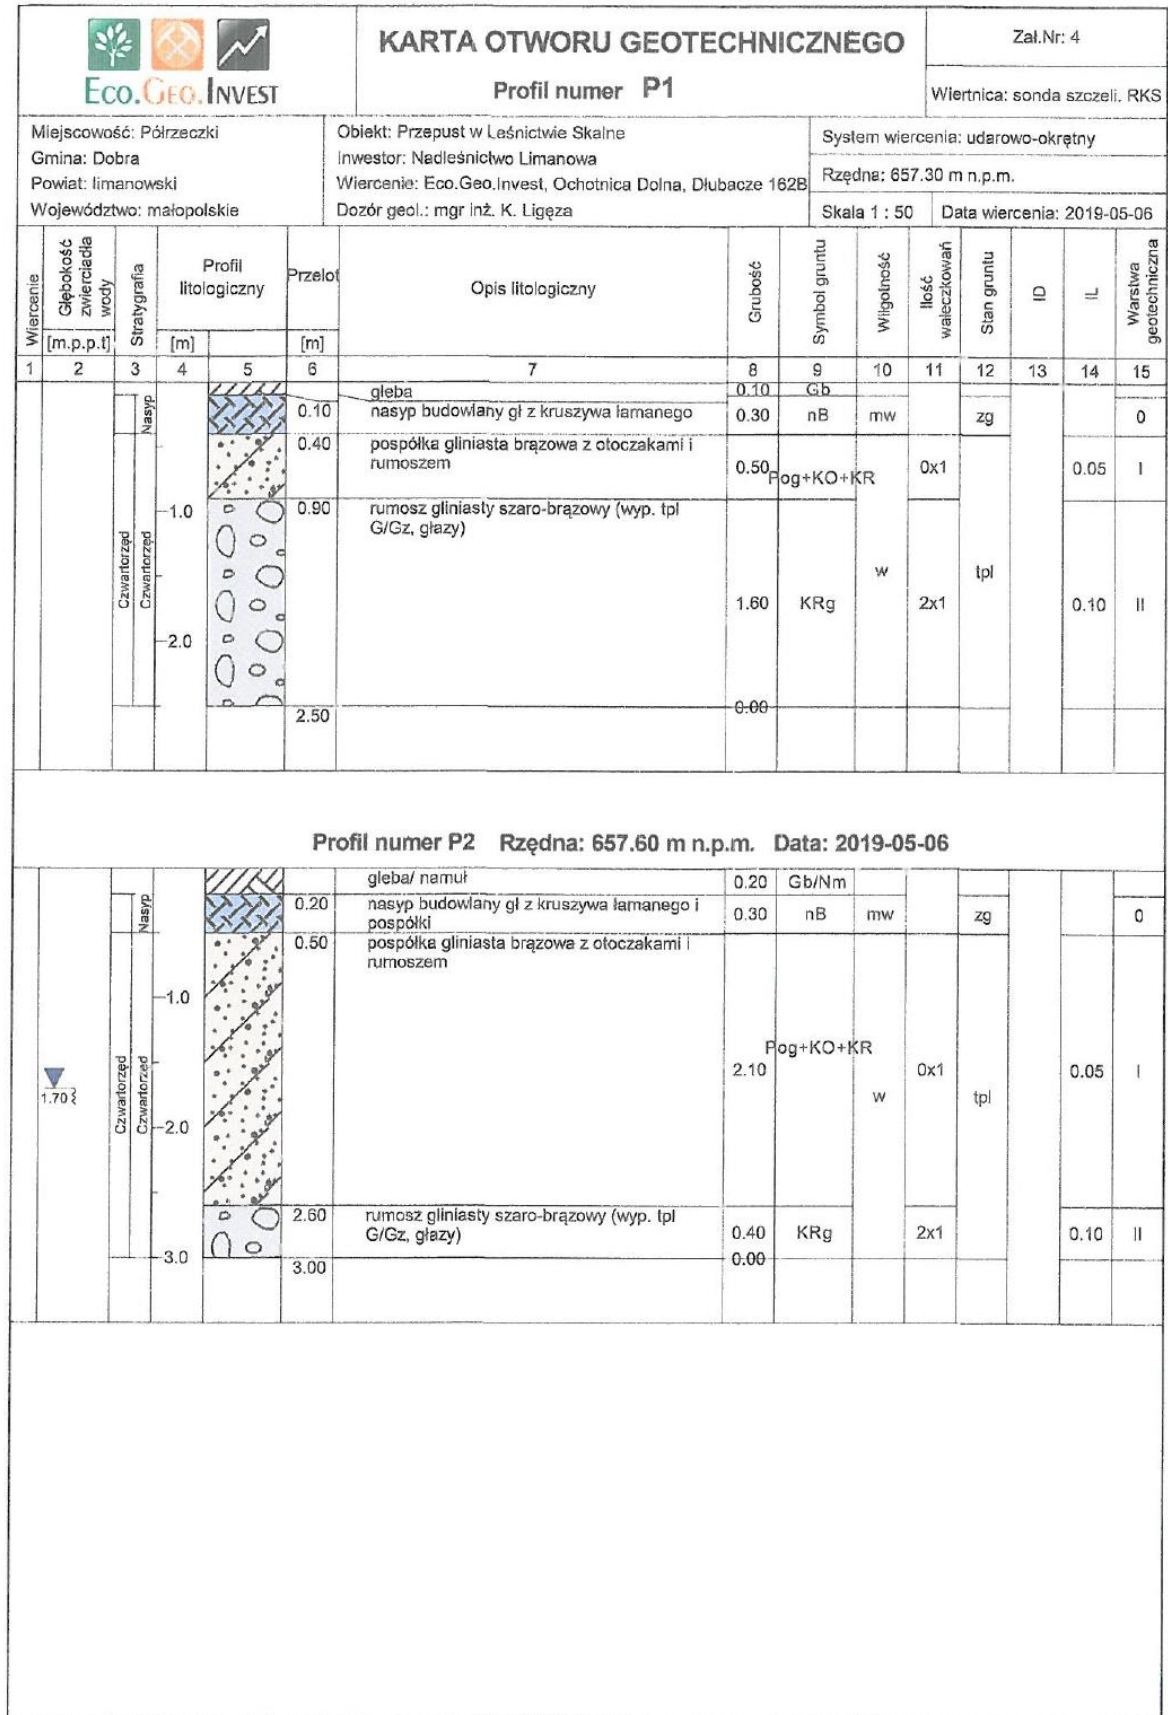 ECO.GEO.INVEST
KARTA OTWORU GEOTECHNICZNEGO
Profil numer P1
Zał.Nr: 4
Wiertnica: sonda szczeli. RKS
Miejscowość: Półrzeczki
Gmina: Dobra
Powiat: limanowski
Województwo: małopolskie
Obiekt: Przepust w Leśnictwie Skalne
Inwestor: Nadleśnictwo Limanowa
Wiercenie: Eco.Geo.Invest, Ochotnica Dolna, Dłubacze 162B
Dozór geol.: mgr inż. K. Ligęza
System wiercenia: udarowo-okrętny
Rzędna: 657.30 m n.p.m.
Skala 1 : 50 Data wiercenia: 2019-05-06
Wiercenie
Głębokość zwierciadła wody
[m.p.p.t]
Stratygrafia
Profil litologiczny
[m]
Przelot
[m]
Opis litologiczny
Grubość
Symbol gruntu
Wilgotność
Ilość wałeczkowań
Stan gruntu
ID
IL
Warstwa geotechniczna
1 2 3 4 5 6 7 8 9 10 11 12 13 14 15
gleba 0.10 Gb
Nasyp 0.10 nasyp budowlany gł z kruszywa łamanego 0.30 nB mw zg 0
0.40 pospółka gliniasta brązowa z otoczakami i
rumoszem 0.50 Pog+KO+KR 0x1 0.05 I
-1.0 0.90 rumosz gliniasty szaro-brązowy (wyp. tpl
G/Gz, głazy)
Czwartorzęd Czwartorzęd w tpl
1.60 KRg 2x1 0.10 II
-2.0
0.00
2.50
Profil numer P2 Rzędna: 657.60 m n.p.m. Data: 2019-05-06
gleba/ namuł 0.20 Gb/Nm
Nasyp 0.20 nasyp budowlany gł z kruszywa łamanego i
pospółki 0.30 nB mw zg 0
0.50 pospółka gliniasta brązowa z otoczakami i
rumoszem
-1.0
Pog+KO+KR
1.70 Czwartorzęd Czwartorzęd 2.10 0x1 0.05 I
w tpl
-2.0
2.60 rumosz gliniasty szaro-brązowy (wyp. tpl
G/Gz, głazy) 0.40 KRg 2x1 0.10 II
-3.0 0.00
3.00